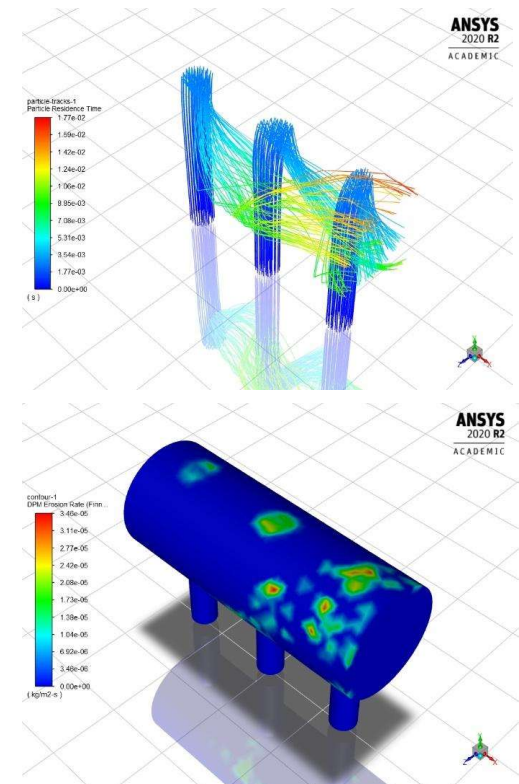 ANSYS
2020 R2
ACADEMIC
particle-tracks-1
Particle Residence Time
1.77e-02
1.59e-02
1.42e-02
1.24e-02
1.06e-02
8.85e-03
7.08e-03
5.31e-03
3.54e-03
1.77e-03
0.00e+00
( s )
Y
Z
X
ANSYS
2020 R2
ACADEMIC
contour-1
DPM Erosion Rate (Finn ...
3.46e-05
3.11e-05
2.77e-05
2.42e-05
2.08e-05
1.73e-05
1.38e-05
1.04e-05
6.92e-06
3.46e-06
0.00e+00
( kg/m2-s )
Y
Z
X